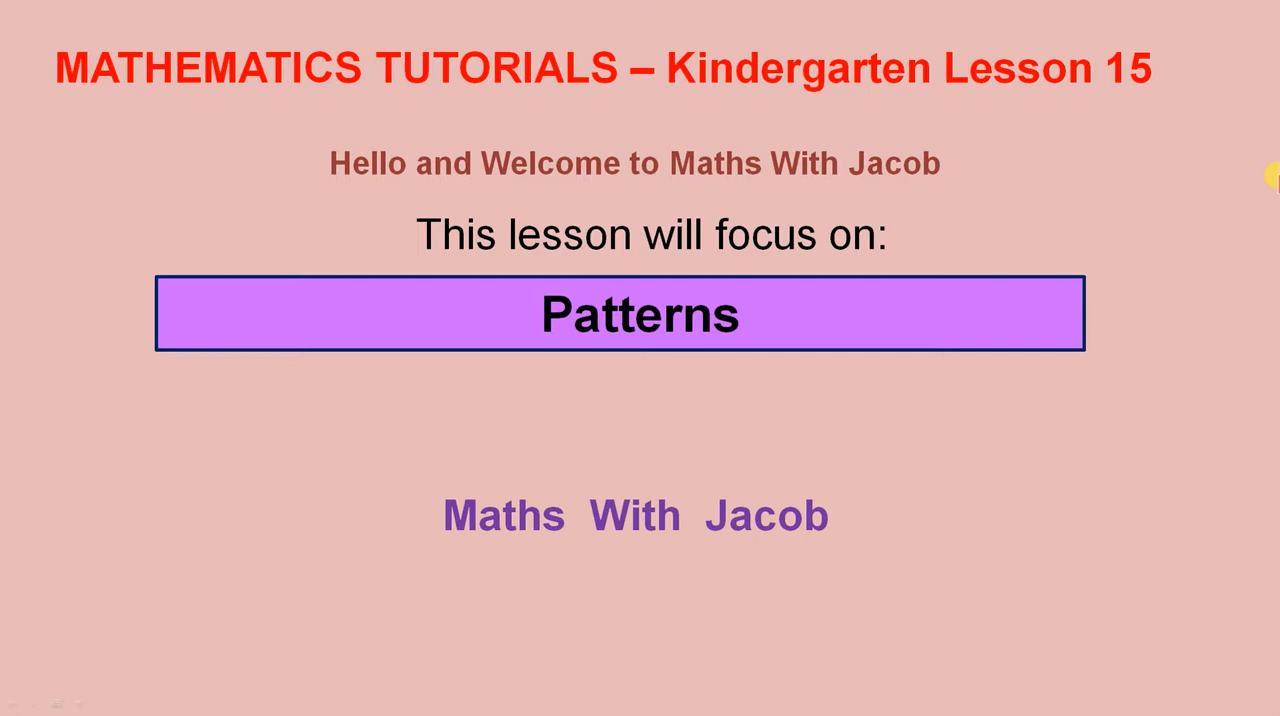 MATHEMATICS TUTORIALS – Kindergarten Lesson 15
Hello and Welcome to Maths With Jacob
This lesson will focus on:
Patterns
Maths With Jacob